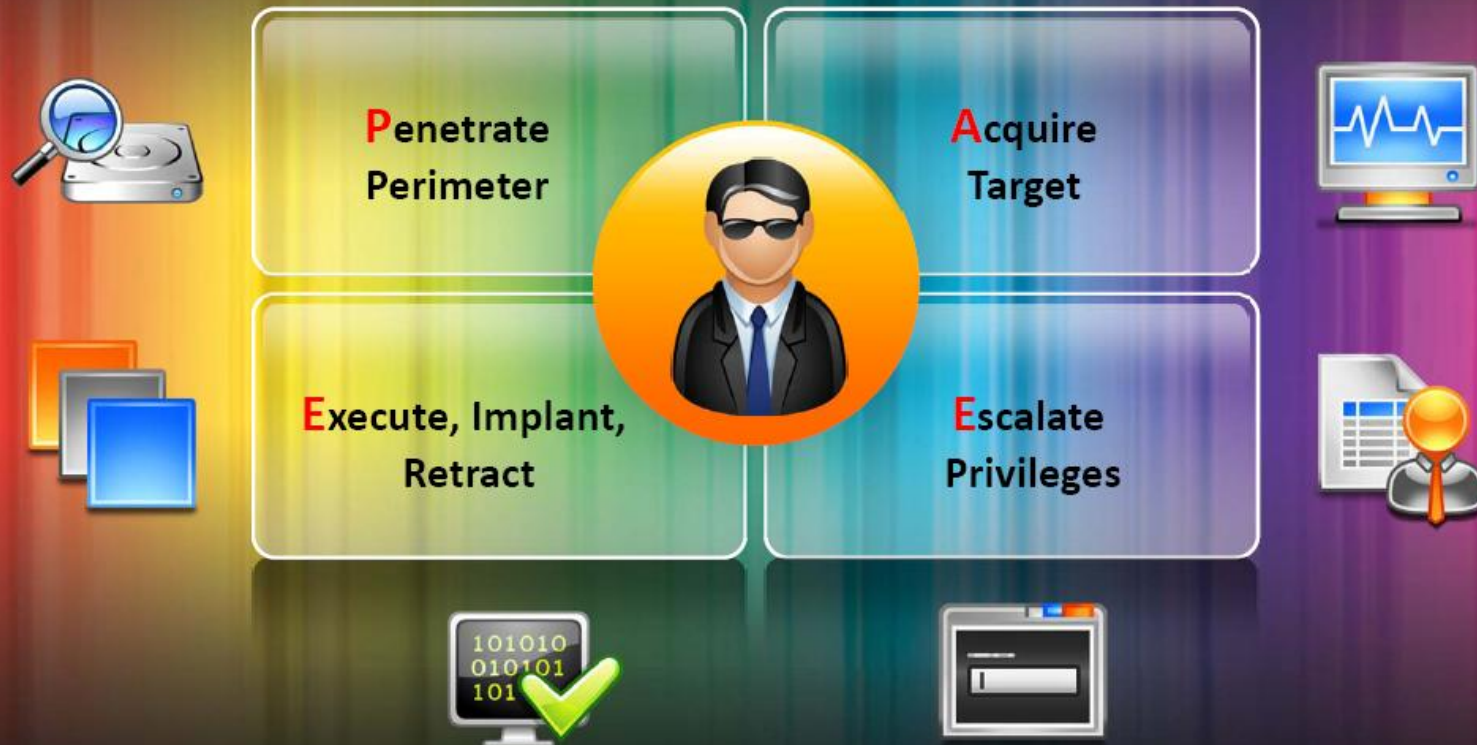 Penetrate
Perimeter
Acquire
Target
Execute, Implant,
Retract
Escalate
Privileges
101010
010101
101